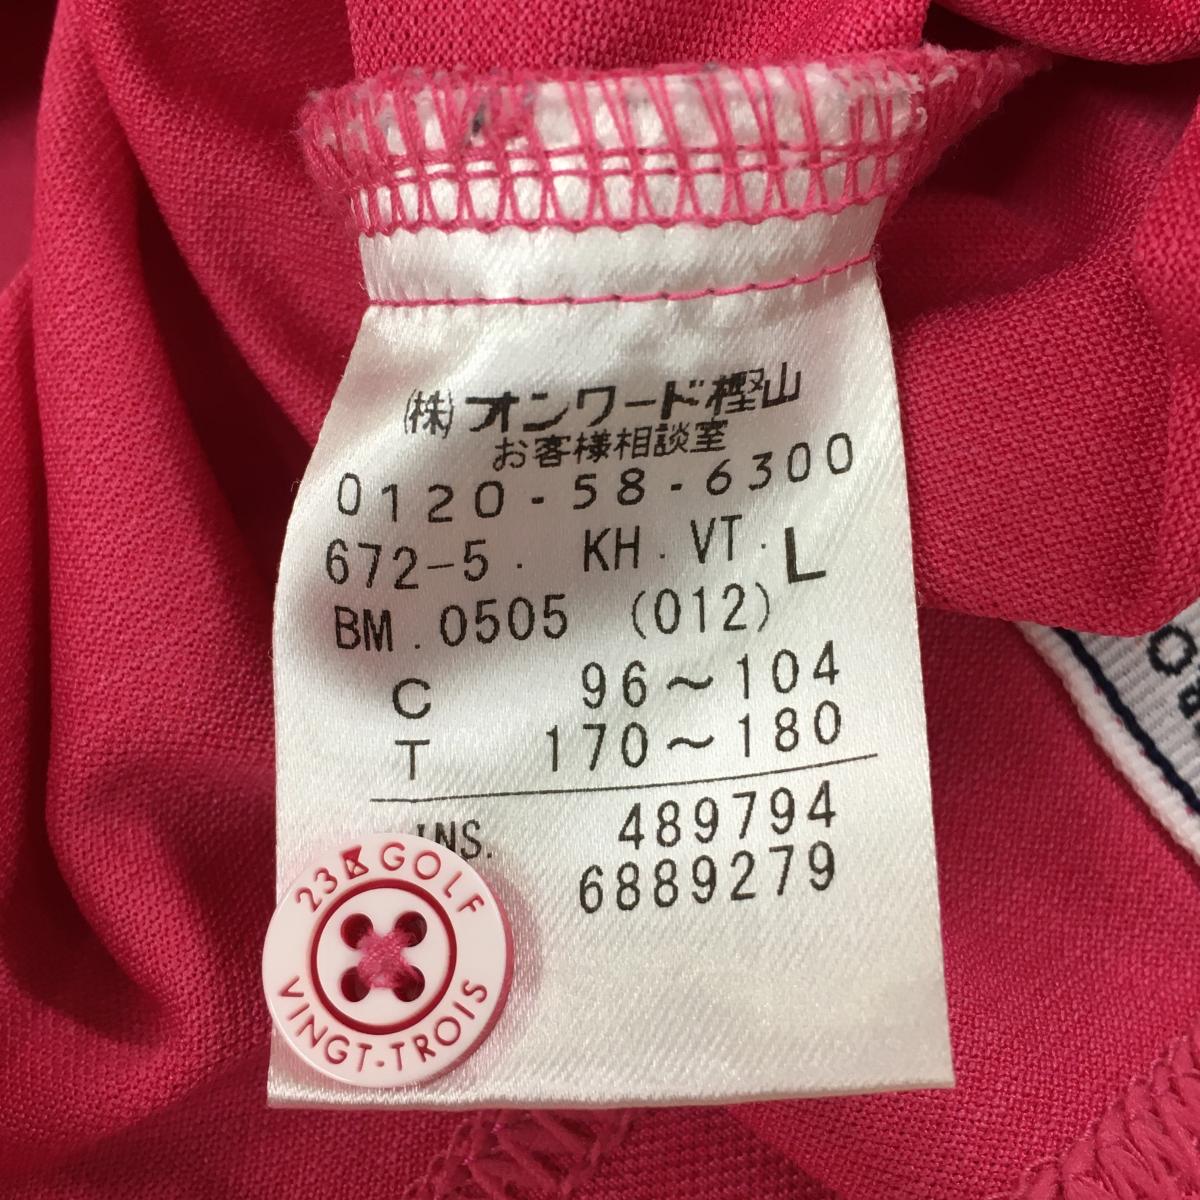 ㈱オンワード樫山
お客様相談室
0120-58-6300
672-5. KH. VT. L
BM. 0505 (012)
C 96～104
T 170～180
INS. 489794
6889279
23区GOLF
VINGT-TROIS